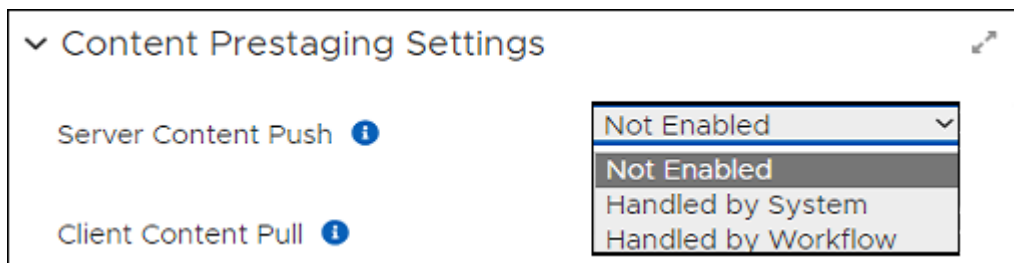 Content Prestaging Settings
Server Content Push
Not Enabled
Not Enabled
Handled by System
Client Content Pull
Handled by Workflow